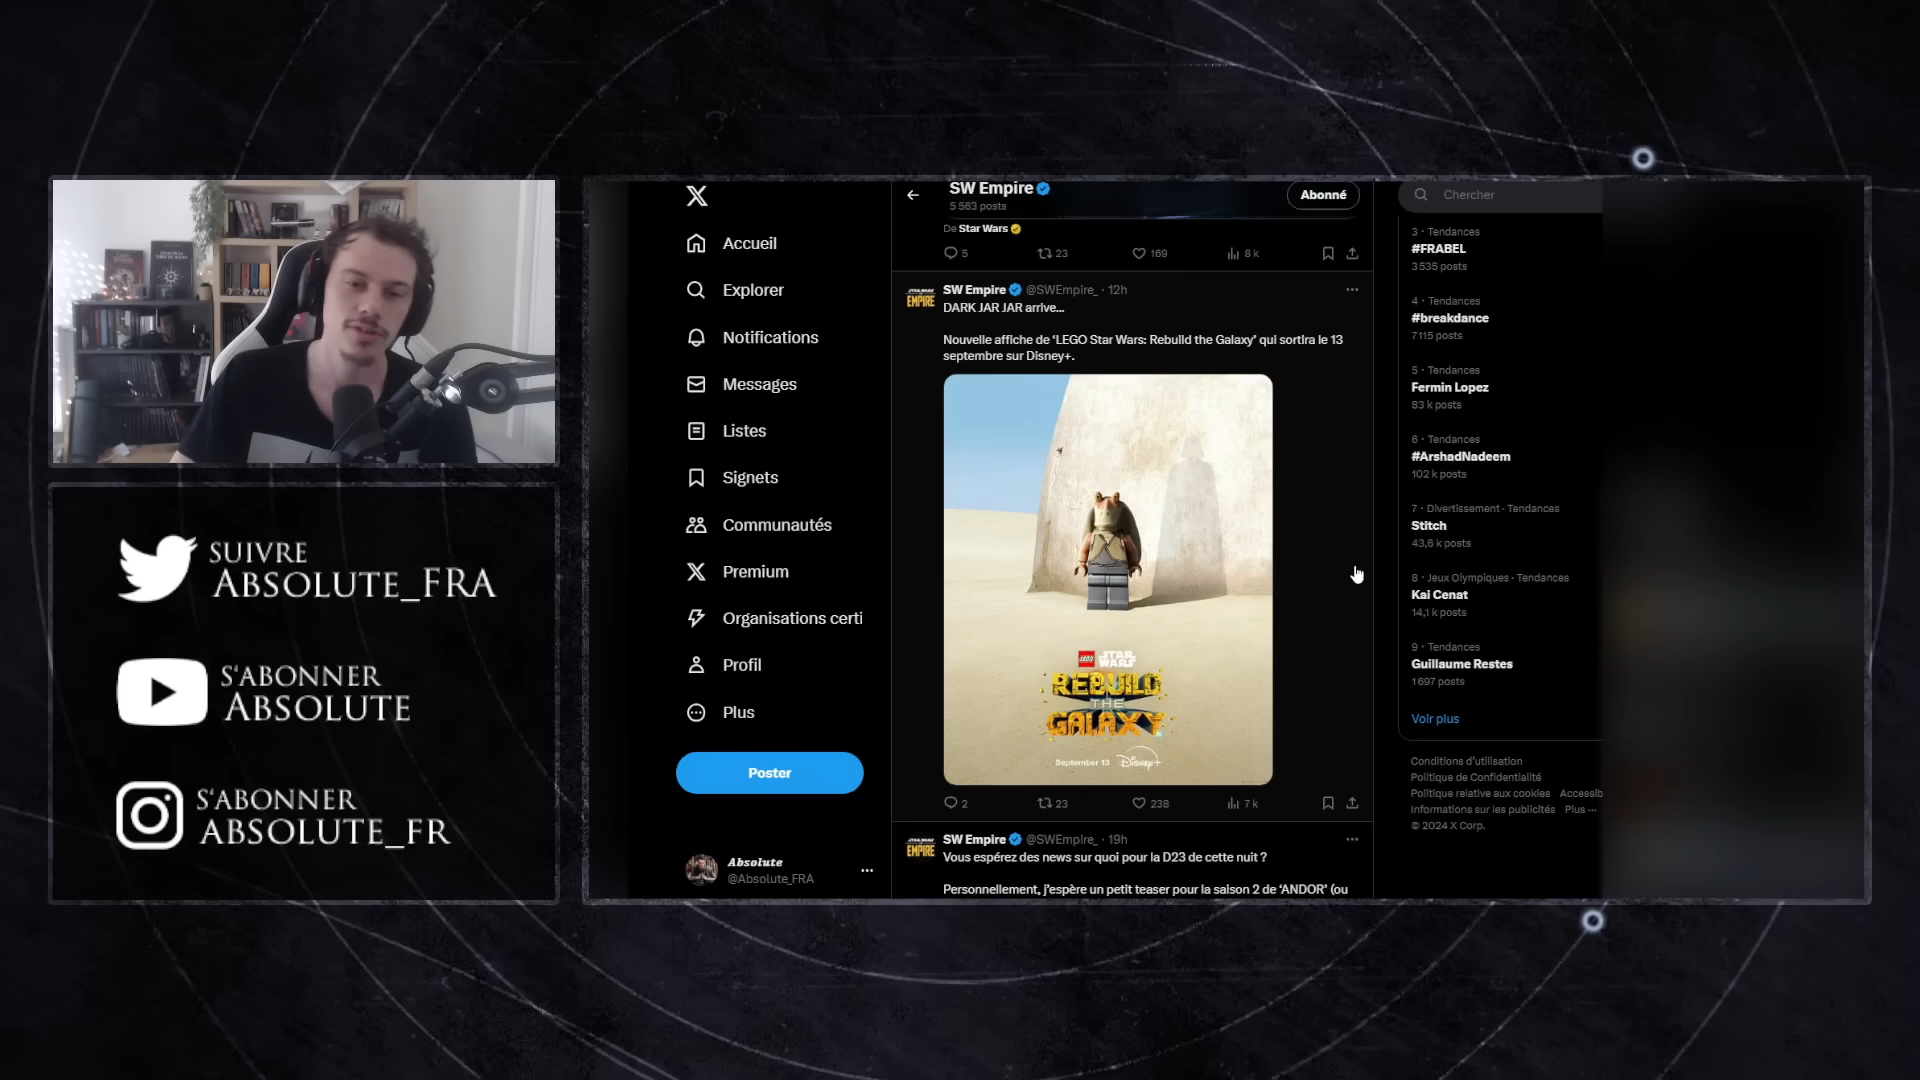 SUIVRE
ABSOLUTE_FRA
S'ABONNER
ABSOLUTE
S'ABONNER
ABSOLUTE_FR
Accueil
Explorer
Notifications
Messages
Listes
Signets
Communautés
Premium
Organisations certi
Profil
Plus
Poster
Absolute
@Absolute_FRA
SW Empire
5 563 posts
Abonné
De Star Wars
5
23
169
8 k
SW Empire @SWEmpire_ · 12h
DARK JAR JAR arrive...
Nouvelle affiche de ‘LEGO Star Wars: Rebuild the Galaxy’ qui sortira le 13
septembre sur Disney+.
LEGO STAR WARS
REBUILD
THE
GALAXY
September 13 Disney+
2
23
238
7 k
SW Empire @SWEmpire_ · 19h
Vous espérez des news sur quoi pour la D23 de cette nuit ?
Personnellement, j’espère un petit teaser pour la saison 2 de ‘ANDOR’ (ou
Chercher
3 · Tendances
#FRABEL
3 535 posts
4 · Tendances
#breakdance
7 115 posts
5 · Tendances
Fermin Lopez
83 k posts
6 · Tendances
#ArshadNadeem
102 k posts
7 · Divertissement · Tendances
Stitch
43,6 k posts
8 · Jeux Olympiques · Tendances
Kai Cenat
14,1 k posts
9 · Tendances
Guillaume Restes
1 697 posts
Voir plus
Conditions d’utilisation
Politique de Confidentialité
Politique relative aux cookies Accessib
Informations sur les publicités Plus ···
© 2024 X Corp.